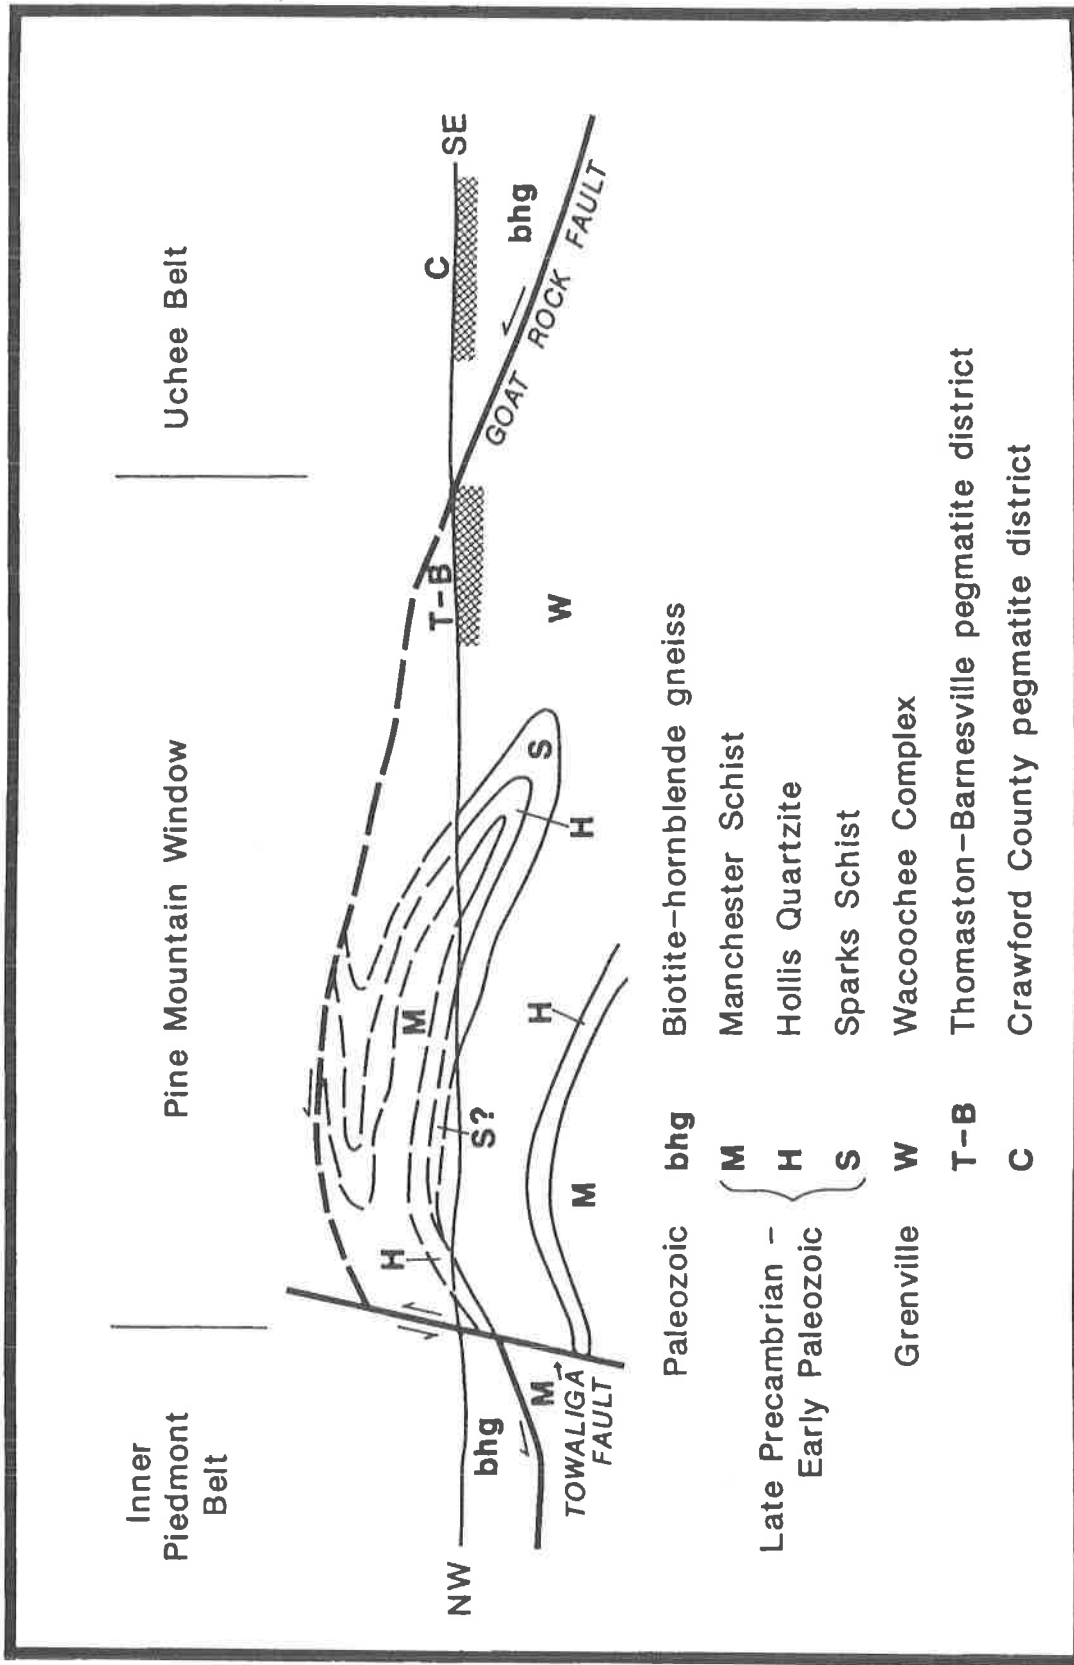 Inner
Piedmont
Belt
Pine Mountain Window
Uchee Belt
NW
SE
bhg
M
TOWALIGA
FAULT
H
S?
M
M
H
H
S
T-B
W
C
bhg
GOAT ROCK FAULT
Paleozoic bhg Biotite-hornblende gneiss
M Manchester Schist
Late Precambrian - H Hollis Quartzite
Early Paleozoic S Sparks Schist
Grenville W Wacoochee Complex
T-B Thomaston-Barnesville pegmatite district
C Crawford County pegmatite district